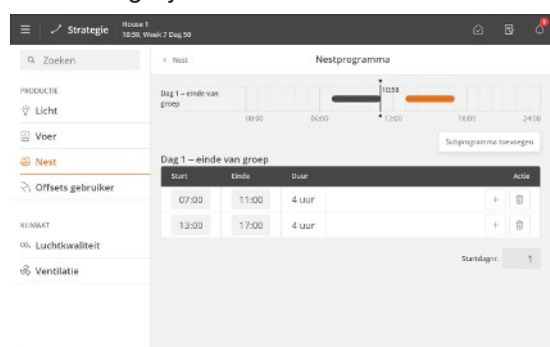 Strategie
House 1
10:59, Week 7 Dag 50
Zoeken
PRODUCTIE
Licht
Voer
Nest
Offsets gebruiker
KLIMAAT
Luchtkwaliteit
Ventilatie
< Nest
Nestprogramma
Dag 1 – einde van
groep
10:58
00:00 06:00 12:00 18:00 24:00
Subprogramma toevoegen
Dag 1 – einde van groep
Start Einde Duur Actie
07:00 11:00 4 uur +
13:00 17:00 4 uur +
Startdagnr. 1